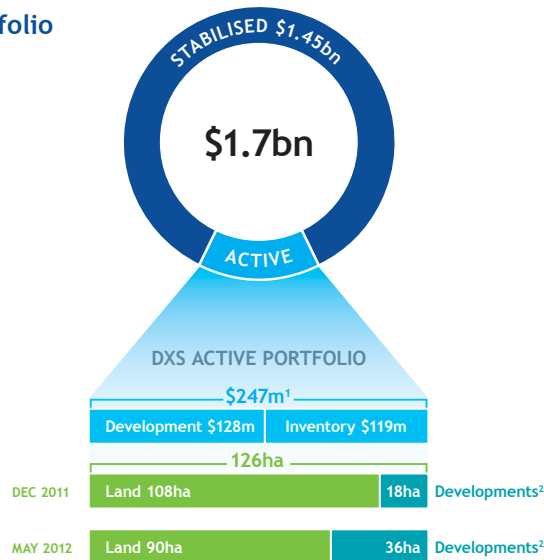 folio
STABILISED $1.45bn
$1.7bn
ACTIVE
DXS ACTIVE PORTFOLIO
$247m¹
Development $128m Inventory $119m
126ha
DEC 2011 Land 108ha 18ha Developments²
MAY 2012 Land 90ha 36ha Developments²